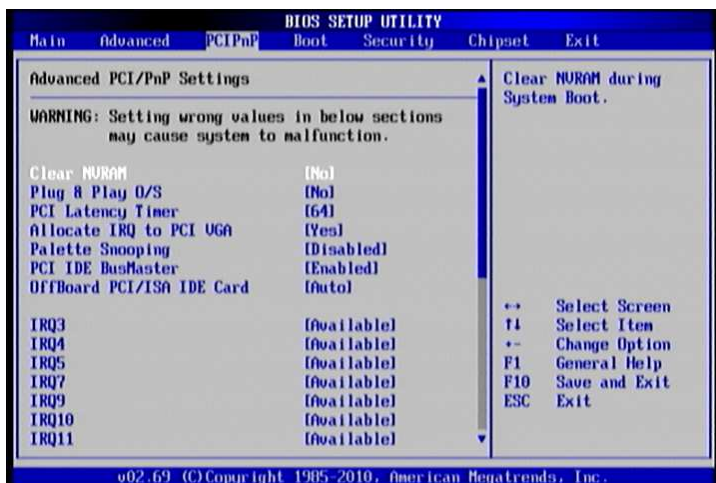 BIOS SETUP UTILITY
Main Advanced PCIPnP Boot Security Chipset Exit
Advanced PCI/PnP Settings
WARNING: Setting wrong values in below sections
may cause system to malfunction.
Clear NVRAM [No]
Plug & Play O/S [No]
PCI Latency Timer [64]
Allocate IRQ to PCI VGA [Yes]
Palette Snooping [Disabled]
PCI IDE BusMaster [Enabled]
OffBoard PCI/ISA IDE Card [Auto]
IRQ3 [Available]
IRQ4 [Available]
IRQ5 [Available]
IRQ7 [Available]
IRQ9 [Available]
IRQ10 [Available]
IRQ11 [Available]
Clear NVRAM during
System Boot.
↔ Select Screen
↑↓ Select Item
+- Change Option
F1 General Help
F10 Save and Exit
ESC Exit
v02.69 (C)Copyright 1985-2010, American Megatrends, Inc.